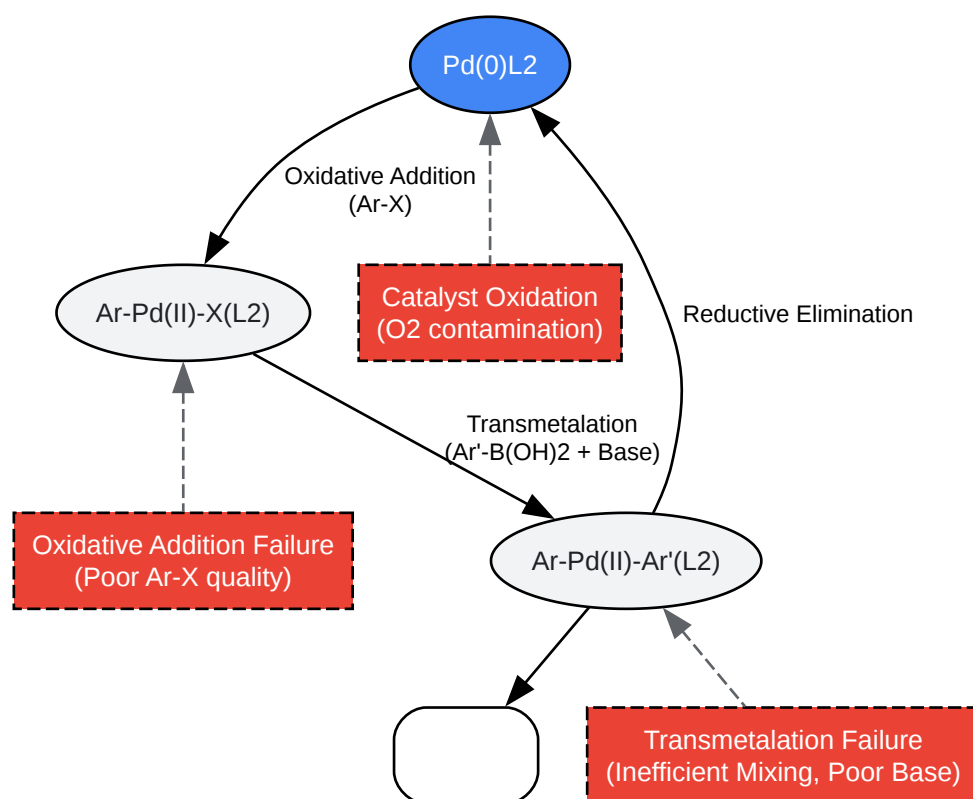 Pd(0)L2
Oxidative Addition
(Ar-X)
Ar-Pd(II)-X(L2)
Catalyst Oxidation
(O2 contamination)
Reductive Elimination
Transmetalation
(Ar'-B(OH)2 + Base)
Oxidative Addition Failure
(Poor Ar-X quality)
Ar-Pd(II)-Ar'(L2)
Transmetalation Failure
(Inefficient Mixing, Poor Base)